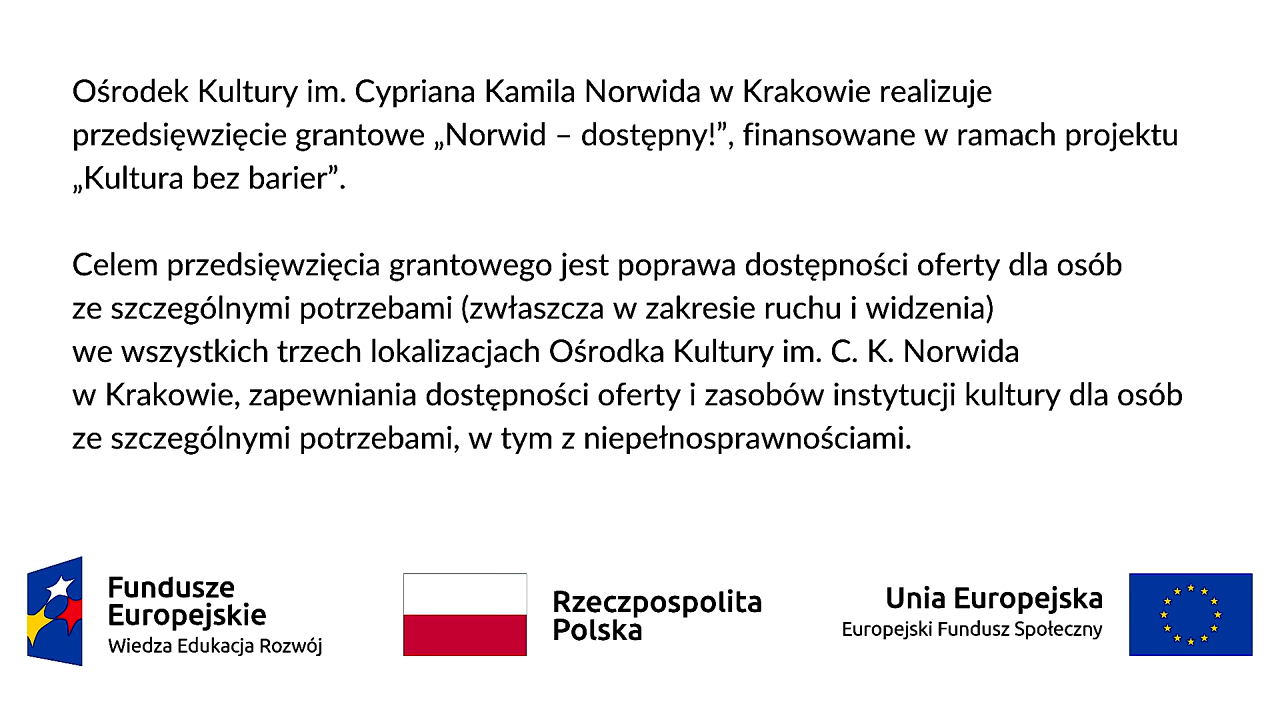 Ośrodek Kultury im. Cypriana Kamila Norwida w Krakowie realizuje
przedsięwzięcie grantowe „Norwid – dostępny!”, finansowane w ramach projektu
„Kultura bez barier”.
Celem przedsięwzięcia grantowego jest poprawa dostępności oferty dla osób
ze szczególnymi potrzebami (zwłaszcza w zakresie ruchu i widzenia)
we wszystkich trzech lokalizacjach Ośrodka Kultury im. C. K. Norwida
w Krakowie, zapewniania dostępności oferty i zasobów instytucji kultury dla osób
ze szczególnymi potrzebami, w tym z niepełnosprawnościami.
Fundusze
Europejskie
Wiedza Edukacja Rozwój
Rzeczpospolita
Polska
Unia Europejska
Europejski Fundusz Społeczny